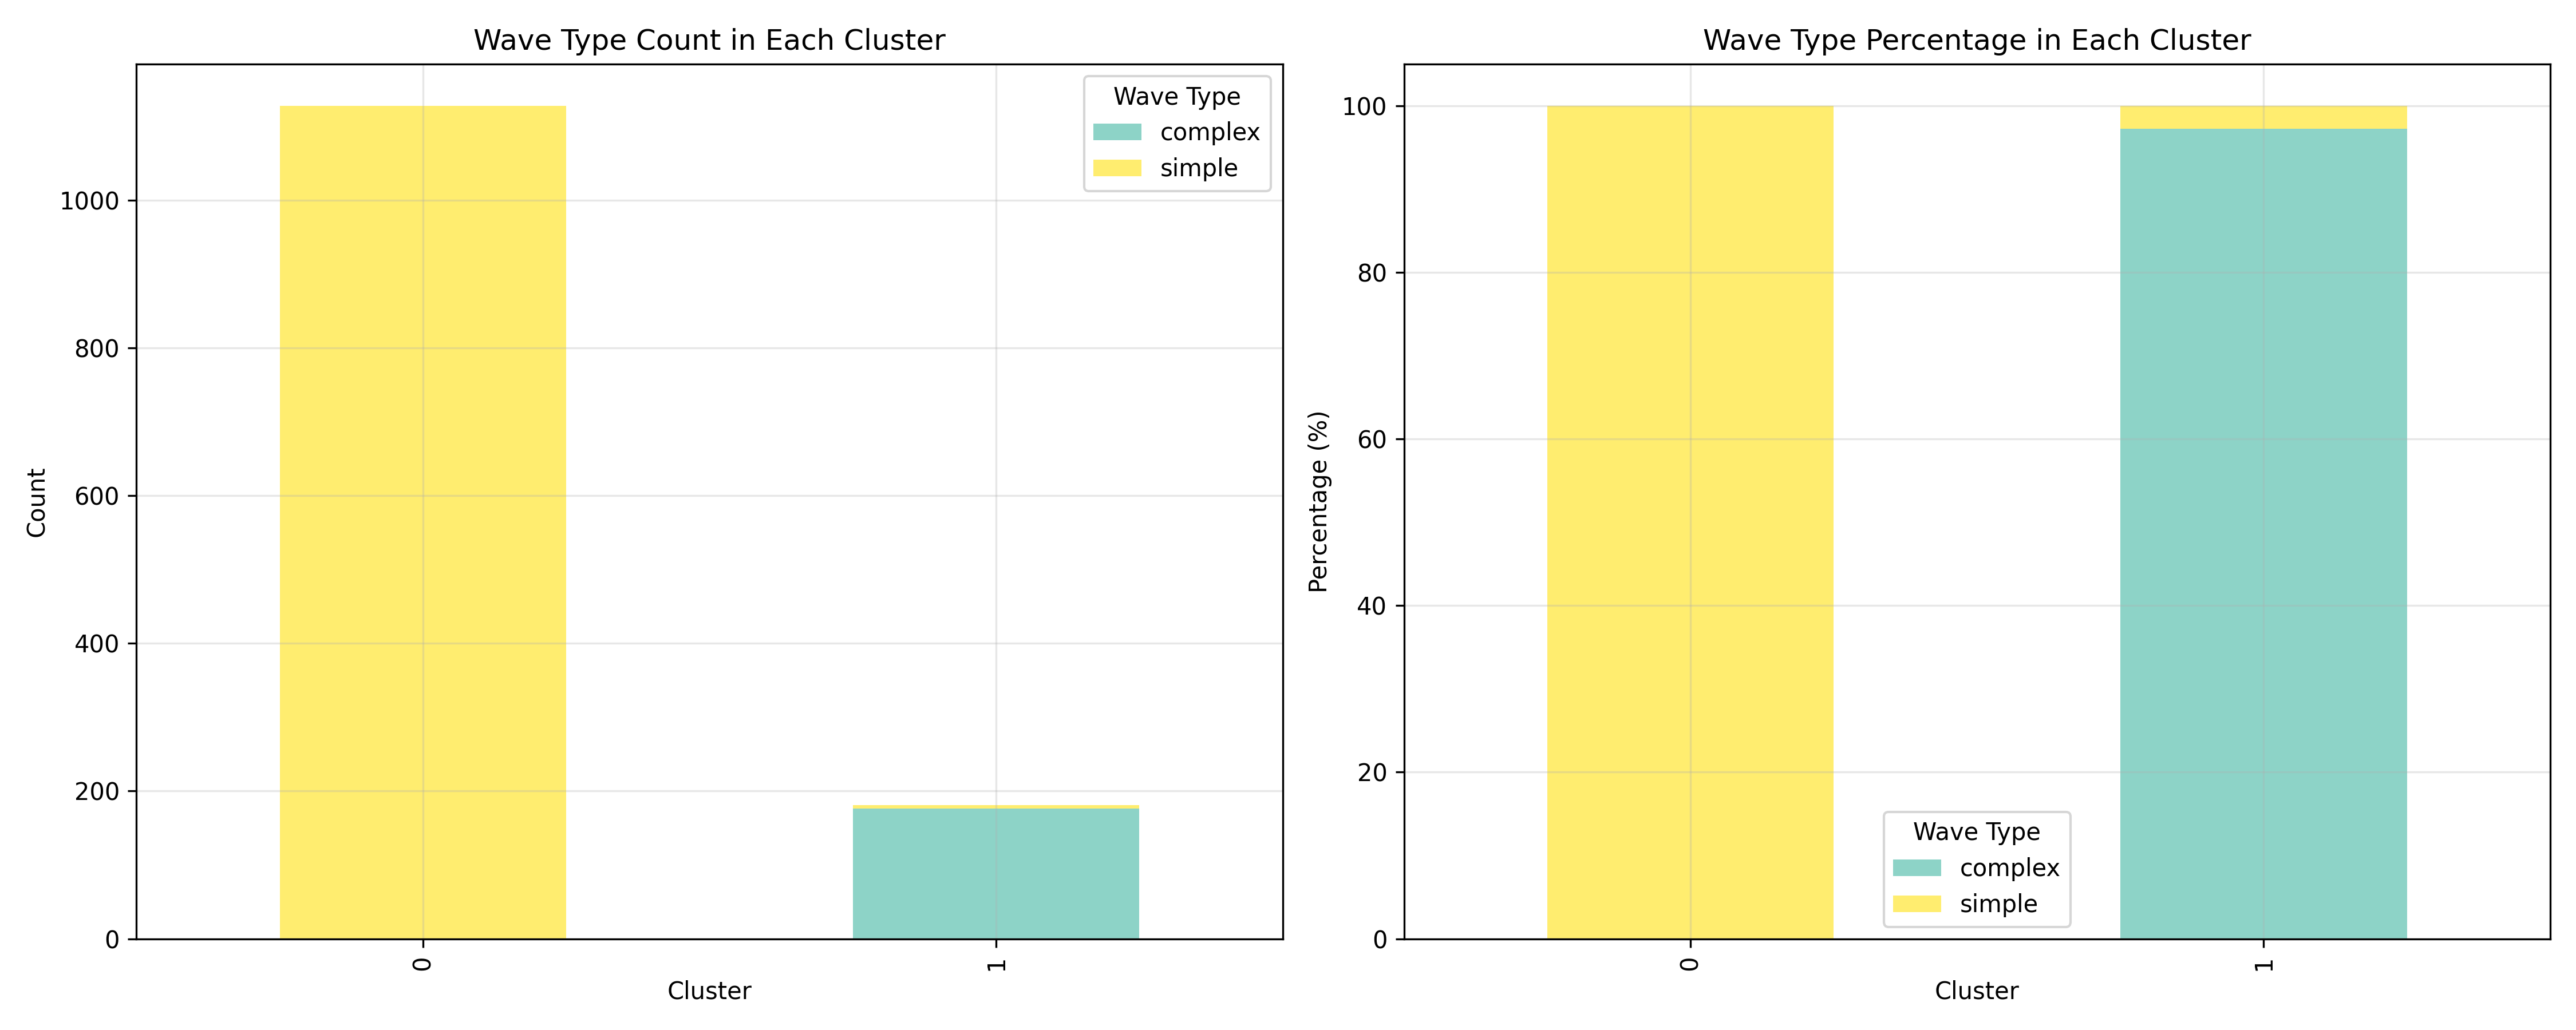 Wave Type Count in Each Cluster
Wave Type
complex
simple
1000
800
600
400
200
0
Count
0
1
Cluster
Wave Type Percentage in Each Cluster
100
80
60
40
20
0
Percentage (%)
Wave Type
complex
simple
0
1
Cluster